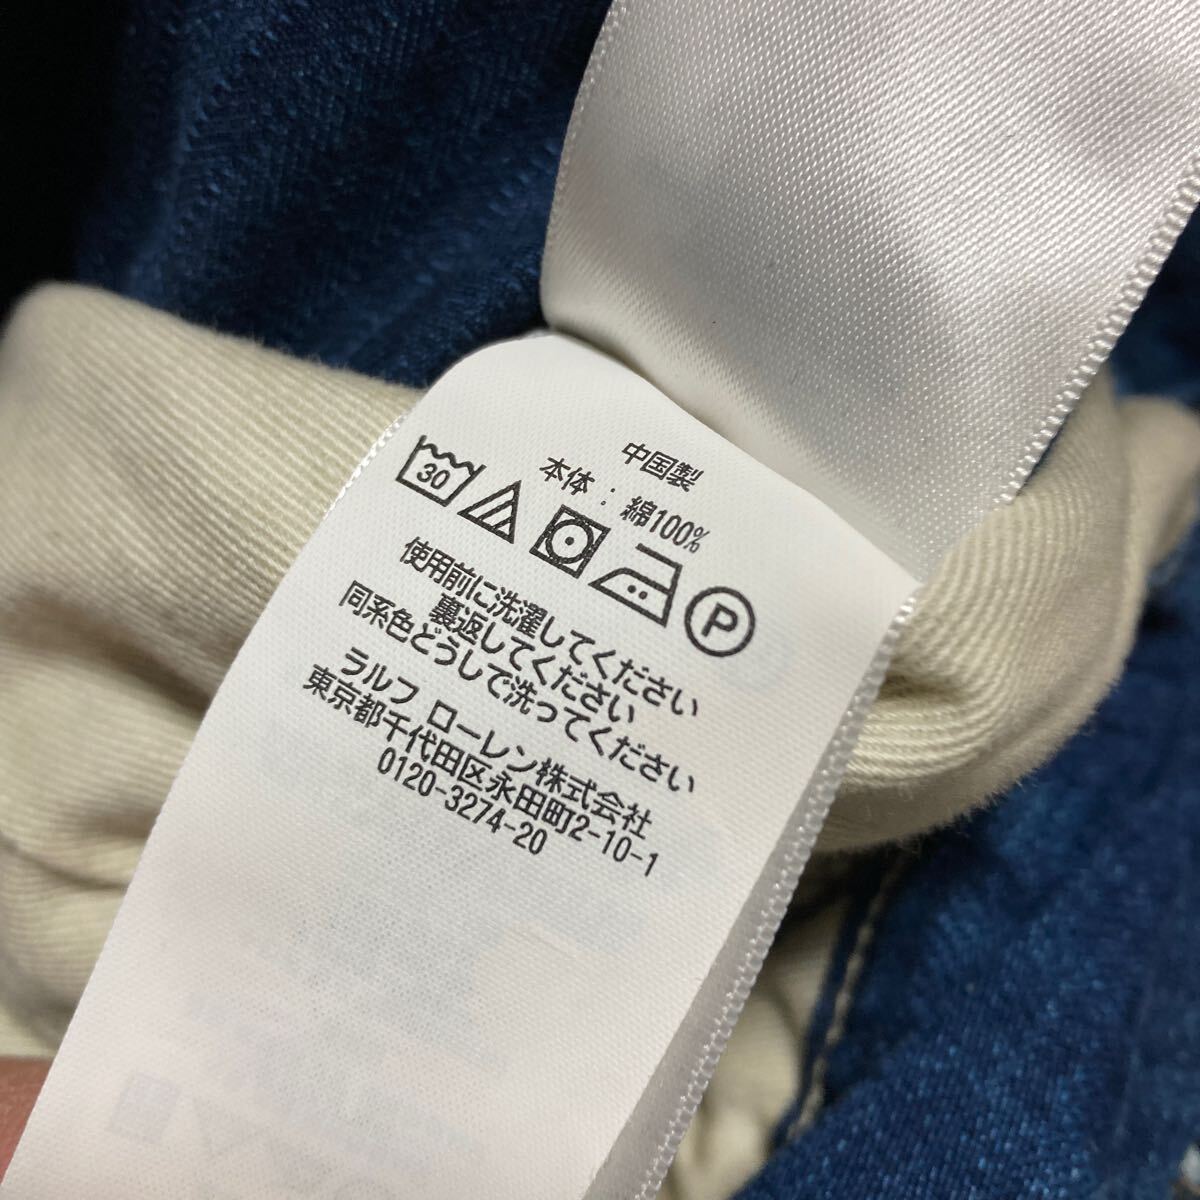 中国製
本体：綿100%
30
P
使用前に洗濯してください
裏返してください
同系色どうしで洗ってください
ラルフ ローレン株式会社
東京都千代田区永田町2-10-1
0120-3274-20